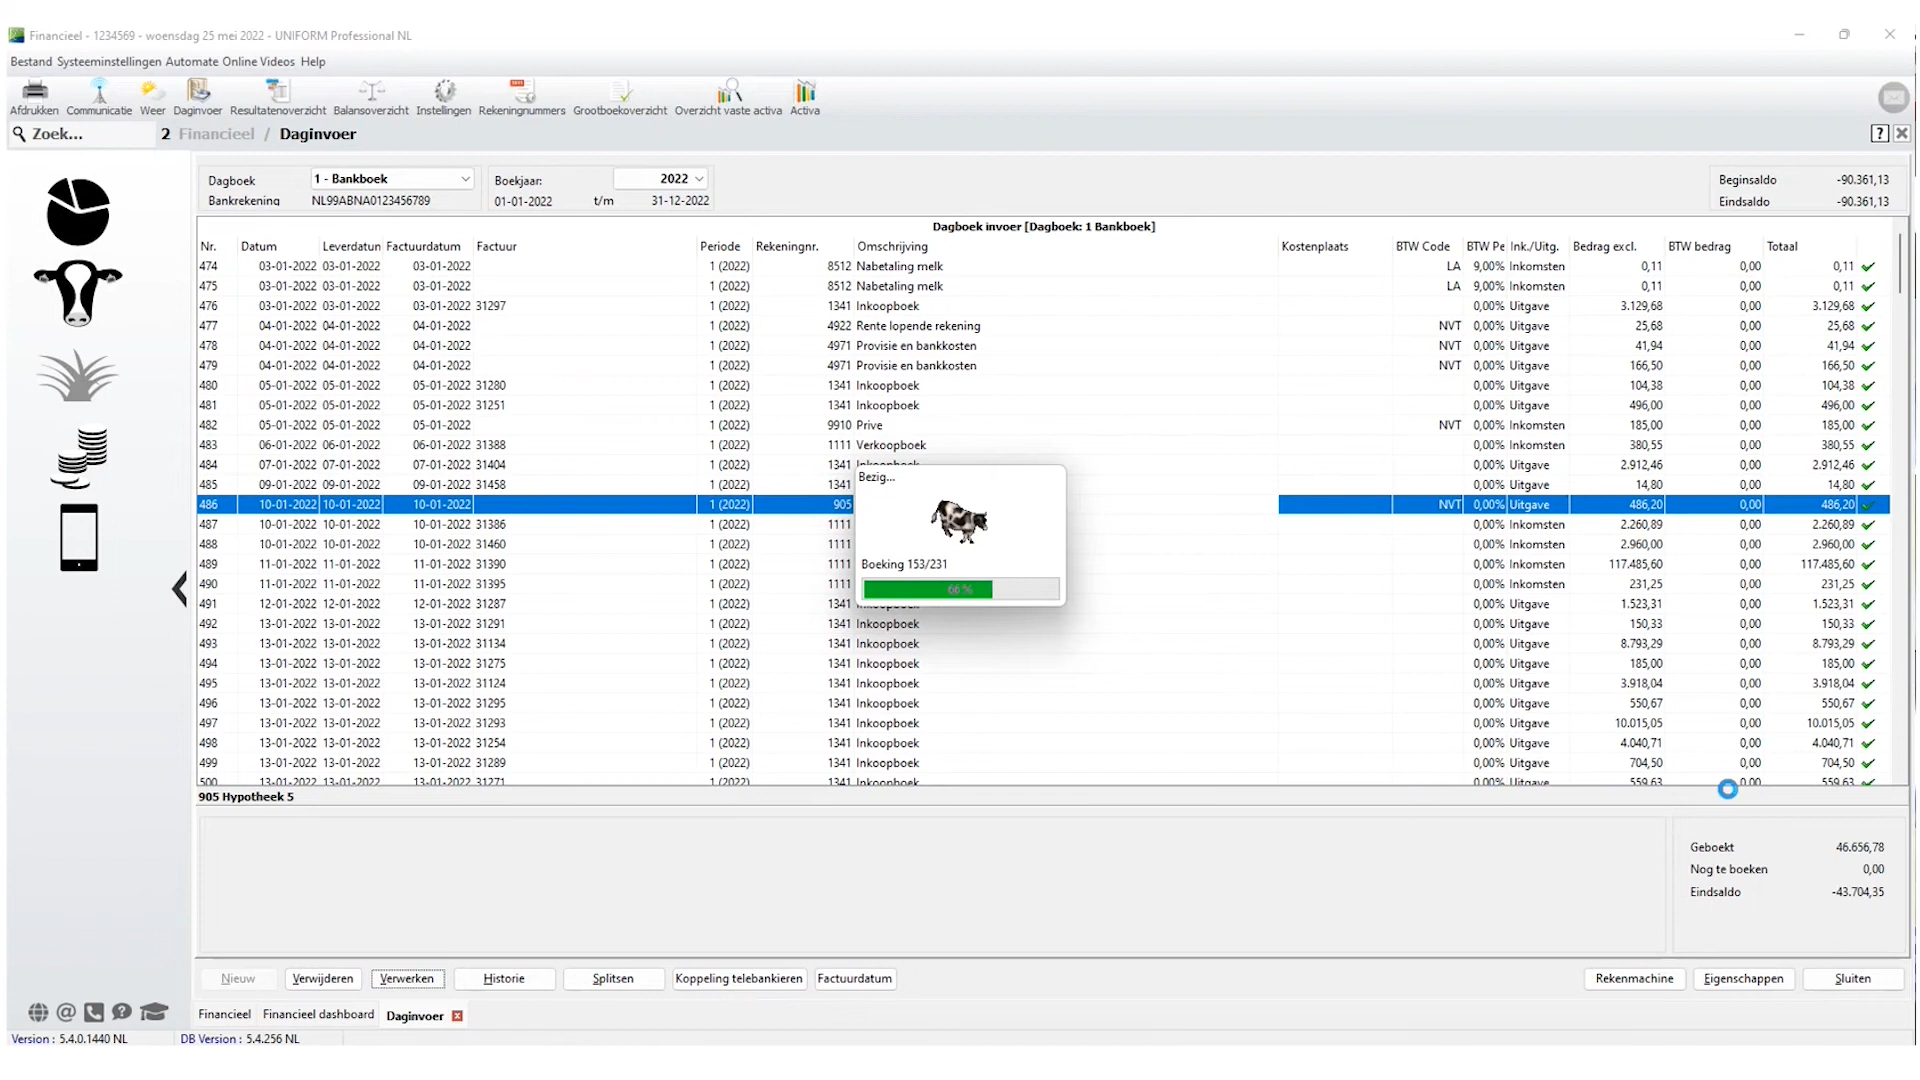 Financieel - 1234569 - woensdag 25 mei 2022 - UNIFORM Professional NL
Bestand Systeeminstellingen Automate Online Videos Help
Afdrukken Communicatie Weer Daginvoer Resultatenoverzicht Balansoverzicht Instellingen Rekeningnummers Grootboekoverzicht Overzicht vaste activa Activa
Zoek... 2 Financieel / Daginvoer ?
Dagboek 1 - Bankboek Boekjaar: 2022 Beginsaldo -90.361,13
Bankrekening NL99ABNA0123456789 01-01-2022 t/m 31-12-2022 Eindsaldo -90.361,13
Dagboek invoer [Dagboek: 1 Bankboek]
Nr. Datum Leverdatun Factuurdatum Factuur Periode Rekeningnr. Omschrijving Kostenplaats BTW Code BTW Pe Ink./Uitg. Bedrag excl. BTW bedrag Totaal
474 03-01-2022 03-01-2022 03-01-2022 1 (2022) 8512 Nabetaling melk LA 9,00% Inkomsten 0,11 0,00 0,11
475 03-01-2022 03-01-2022 03-01-2022 1 (2022) 8512 Nabetaling melk LA 9,00% Inkomsten 0,11 0,00 0,11
476 03-01-2022 03-01-2022 03-01-2022 31297 1 (2022) 1341 Inkoopboek 0,00% Uitgave 3.129,68 0,00 3.129,68
477 04-01-2022 04-01-2022 04-01-2022 1 (2022) 4922 Rente lopende rekening NVT 0,00% Uitgave 25,68 0,00 25,68
478 04-01-2022 04-01-2022 04-01-2022 1 (2022) 4971 Provisie en bankkosten NVT 0,00% Uitgave 41,94 0,00 41,94
479 04-01-2022 04-01-2022 04-01-2022 1 (2022) 4971 Provisie en bankkosten NVT 0,00% Uitgave 166,50 0,00 166,50
480 05-01-2022 05-01-2022 05-01-2022 31280 1 (2022) 1341 Inkoopboek 0,00% Uitgave 104,38 0,00 104,38
481 05-01-2022 05-01-2022 05-01-2022 31251 1 (2022) 1341 Inkoopboek 0,00% Uitgave 496,00 0,00 496,00
482 05-01-2022 05-01-2022 05-01-2022 1 (2022) 9910 Prive NVT 0,00% Inkomsten 185,00 0,00 185,00
483 06-01-2022 06-01-2022 06-01-2022 31388 1 (2022) 1111 Verkoopboek 0,00% Inkomsten 380,55 0,00 380,55
484 07-01-2022 07-01-2022 07-01-2022 31404 1 (2022) 1341 Inkoopboek 0,00% Uitgave 2.912,46 0,00 2.912,46
485 09-01-2022 09-01-2022 09-01-2022 31458 1 (2022) 1341 0,00% Uitgave 14,80 0,00 14,80
486 10-01-2022 10-01-2022 10-01-2022 1 (2022) 905 NVT 0,00% Uitgave 486,20 0,00 486,20
487 10-01-2022 10-01-2022 10-01-2022 31386 1 (2022) 1111 0,00% Inkomsten 2.260,89 0,00 2.260,89
488 10-01-2022 10-01-2022 10-01-2022 31460 1 (2022) 1111 0,00% Inkomsten 2.960,00 0,00 2.960,00
489 11-01-2022 11-01-2022 11-01-2022 31390 1 (2022) 1111 0,00% Inkomsten 117.485,60 0,00 117.485,60
490 11-01-2022 11-01-2022 11-01-2022 31395 1 (2022) 1111 0,00% Inkomsten 231,25 0,00 231,25
491 12-01-2022 12-01-2022 12-01-2022 31287 1 (2022) 1341 Inkoopboek 0,00% Uitgave 1.523,31 0,00 1.523,31
492 13-01-2022 13-01-2022 13-01-2022 31291 1 (2022) 1341 Inkoopboek 0,00% Uitgave 150,33 0,00 150,33
493 13-01-2022 13-01-2022 13-01-2022 31134 1 (2022) 1341 Inkoopboek 0,00% Uitgave 8.793,29 0,00 8.793,29
494 13-01-2022 13-01-2022 13-01-2022 31275 1 (2022) 1341 Inkoopboek 0,00% Uitgave 185,00 0,00 185,00
495 13-01-2022 13-01-2022 13-01-2022 31124 1 (2022) 1341 Inkoopboek 0,00% Uitgave 3.918,04 0,00 3.918,04
496 13-01-2022 13-01-2022 13-01-2022 31295 1 (2022) 1341 Inkoopboek 0,00% Uitgave 550,67 0,00 550,67
497 13-01-2022 13-01-2022 13-01-2022 31293 1 (2022) 1341 Inkoopboek 0,00% Uitgave 10.015,05 0,00 10.015,05
498 13-01-2022 13-01-2022 13-01-2022 31254 1 (2022) 1341 Inkoopboek 0,00% Uitgave 4.040,71 0,00 4.040,71
499 13-01-2022 13-01-2022 13-01-2022 31289 1 (2022) 1341 Inkoopboek 0,00% Uitgave 704,50 0,00 704,50
500 13-01-2022 13-01-2022 13-01-2022 31271 1 (2022) 1341 Inkoopboek 0,00% Uitgave 559,63 0,00 559,63
Bezig...
Boeking 153/231
66 %
905 Hypotheek 5
Geboekt 46.656,78
Nog te boeken 0,00
Eindsaldo -43.704,35
Nieuw Verwijderen Verwerken Historie Splitsen Koppeling telebankieren Factuurdatum Rekenmachine Eigenschappen Sluiten
Financieel Financieel dashboard Daginvoer
Version : 5.4.0.1440 NL DB Version : 5.4.256 NL